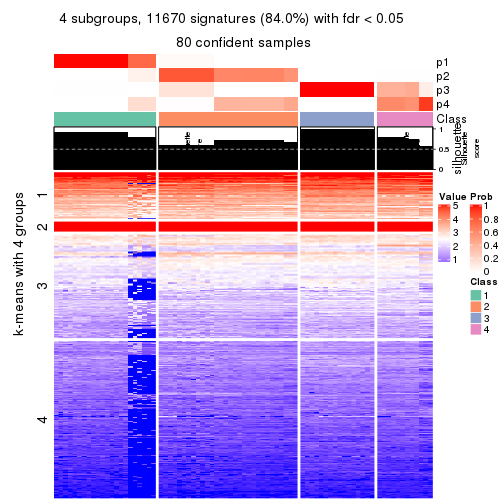 4 subgroups, 11670 signatures (84.0%) with fdr < 0.05
80 confident samples
p1
p2
p3
p4
Class
1
0.5
0
silhouette
Silhouette
score
k-means with 4 groups
1
2
3
4
Value
5
4
3
2
1
Prob
1
0.8
0.6
0.4
0.2
0
Class
1
2
3
4